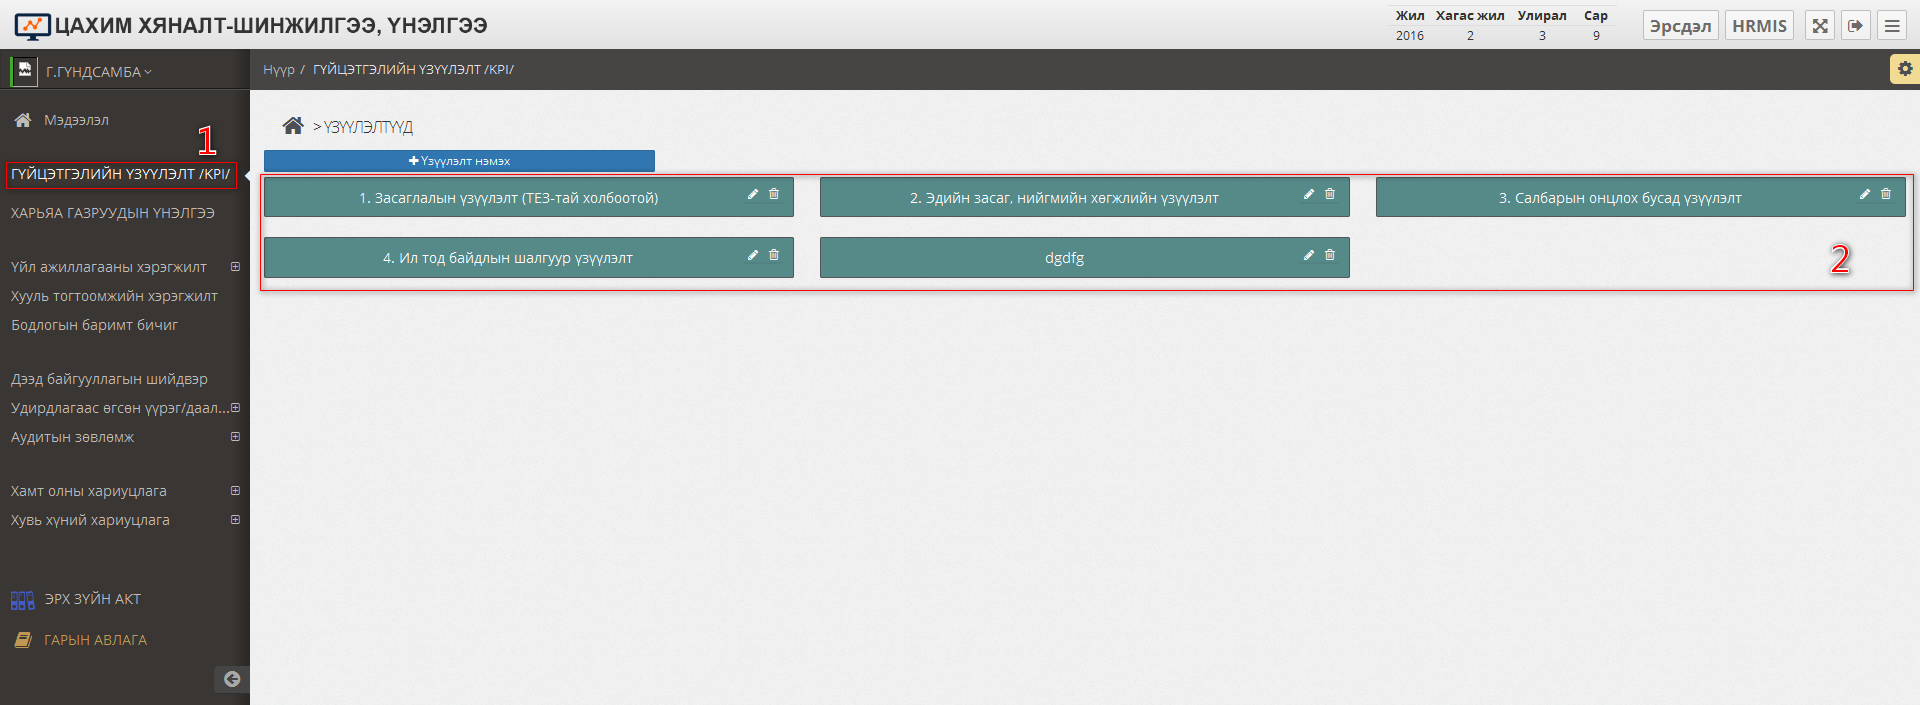 ЦАХИМ ХЯНАЛТ-ШИНЖИЛГЭЭ, ҮНЭЛГЭЭ
Жил Хагас жил Улирал Сар
2016 2 3 9
Эрсдэл HRMIS
Г.ГҮНДСАМБА
Нүүр / ГҮЙЦЭТГЭЛИЙН ҮЗҮҮЛЭЛТ /KPI/
Мэдээлэл
1
ГҮЙЦЭТГЭЛИЙН ҮЗҮҮЛЭЛТ /KPI/
ХАРЬЯА ГАЗРУУДЫН ҮНЭЛГЭЭ
Үйл ажиллагааны хэрэгжилт
Хууль тогтоомжийн хэрэгжилт
Бодлогын баримт бичиг
Дээд байгууллагын шийдвэр
Удирдлагаас өгсөн үүрэг/даал...
Аудитын зөвлөмж
Хамт олны хариуцлага
Хувь хүний хариуцлага
ЭРХ ЗҮЙН АКТ
ГАРЫН АВЛАГА
> ҮЗҮҮЛЭЛТҮҮД
Үзүүлэлт нэмэх
1. Засаглалын үзүүлэлт (ТЕЗ-тай холбоотой)
2. Эдийн засаг, нийгмийн хөгжлийн үзүүлэлт
3. Салбарын онцлох бусад үзүүлэлт
4. Ил тод байдлын шалгуур үзүүлэлт
dgdfg
2